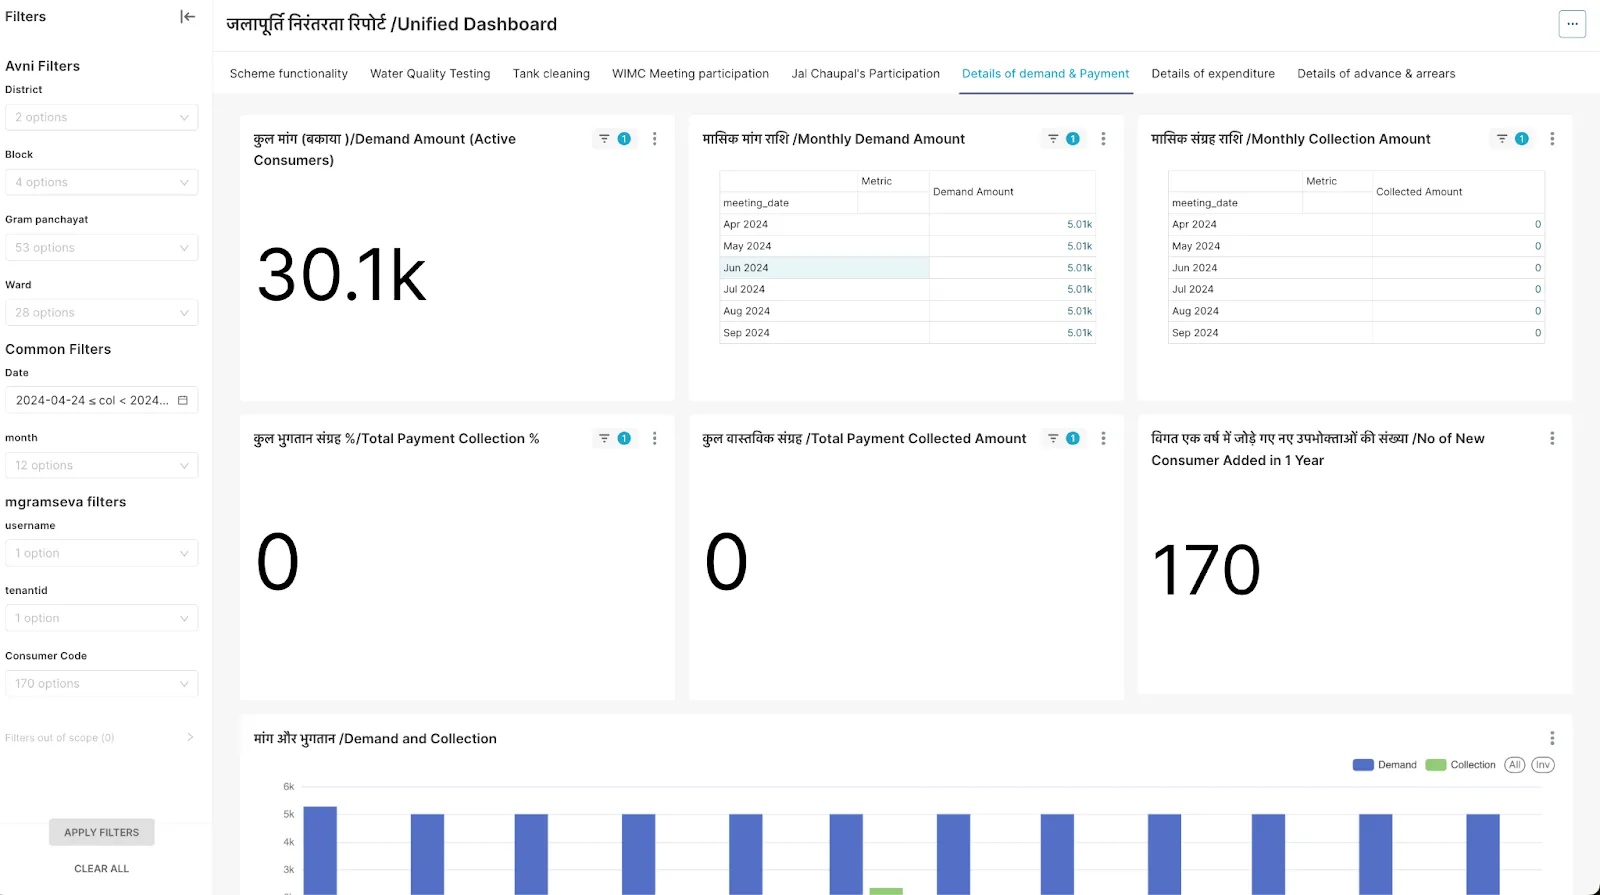 Filters
Avni Filters
District
2 options
Block
4 options
Gram panchayat
53 options
Ward
28 options
Common Filters
Date
2024-04-24 ≤ col < 2024...
month
12 options
mgramseva filters
username
1 option
tenantid
1 option
Consumer Code
170 options
Filters out of scope (0)
APPLY FILTERS
CLEAR ALL
जलापूर्ति निरंतरता रिपोर्ट /Unified Dashboard
Scheme functionality Water Quality Testing Tank cleaning WIMC Meeting participation Jal Chaupal's Participation Details of demand & Payment Details of expenditure Details of advance & arrears
कुल मांग (बकाया )/Demand Amount (Active
Consumers)
1
30.1k
मासिक मांग राशि /Monthly Demand Amount
1
Metric
Demand Amount
meeting_date
Apr 2024 5.01k
May 2024 5.01k
Jun 2024 5.01k
Jul 2024 5.01k
Aug 2024 5.01k
Sep 2024 5.01k
मासिक संग्रह राशि /Monthly Collection Amount
1
Metric
Collected Amount
meeting_date
Apr 2024 0
May 2024 0
Jun 2024 0
Jul 2024 0
Aug 2024 0
Sep 2024 0
कुल भुगतान संग्रह %/Total Payment Collection %
1
0
कुल वास्तविक संग्रह /Total Payment Collected Amount
1
0
विगत एक वर्ष में जोड़े गए नए उपभोक्ताओं की संख्या /No of New
Consumer Added in 1 Year
170
मांग और भुगतान /Demand and Collection
Demand Collection All Inv
6k
5k
4k
3k